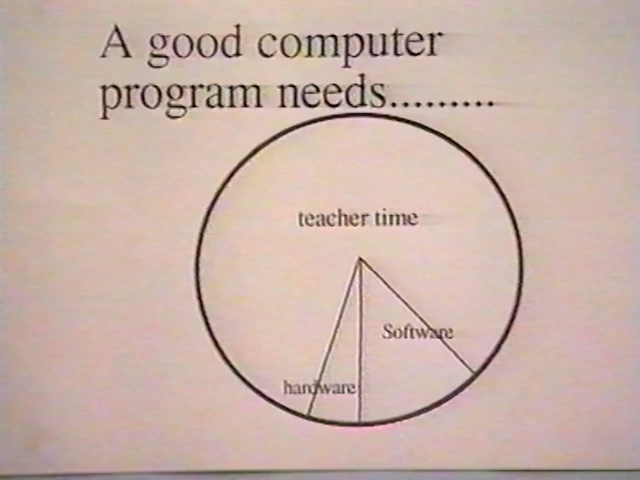 A good computer
program needs.........
teacher time
Software
hardware